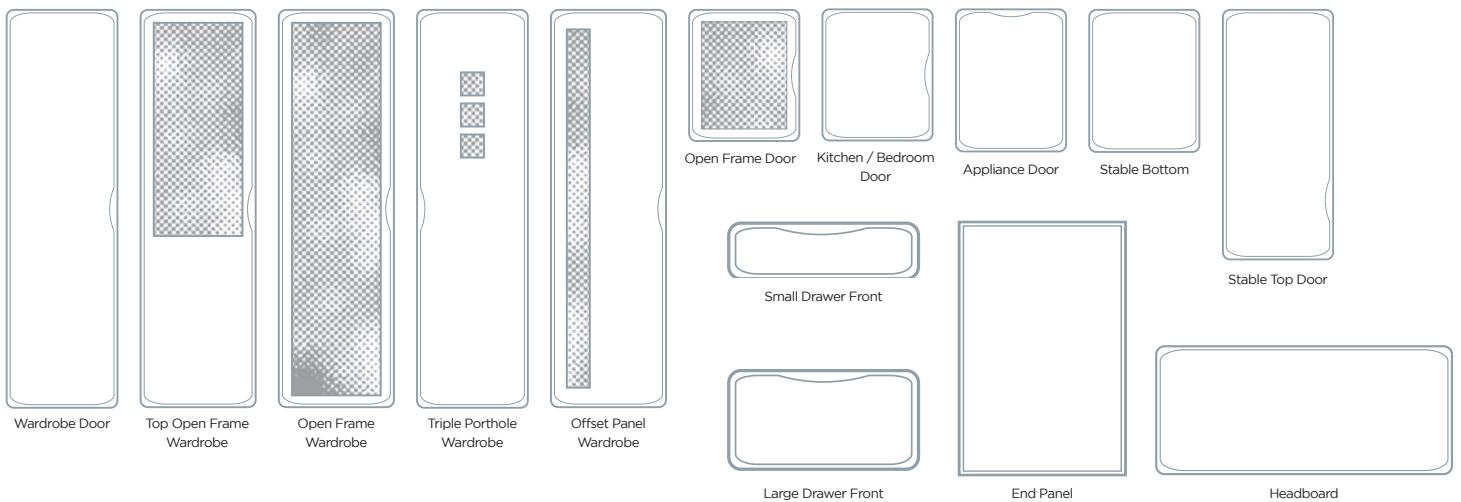 Wardrobe Door
Top Open Frame
Wardrobe
Open Frame
Wardrobe
Triple Porthole
Wardrobe
Offset Panel
Wardrobe
Open Frame Door
Kitchen / Bedroom
Door
Appliance Door
Stable Bottom
Stable Top Door
Small Drawer Front
Large Drawer Front
End Panel
Headboard